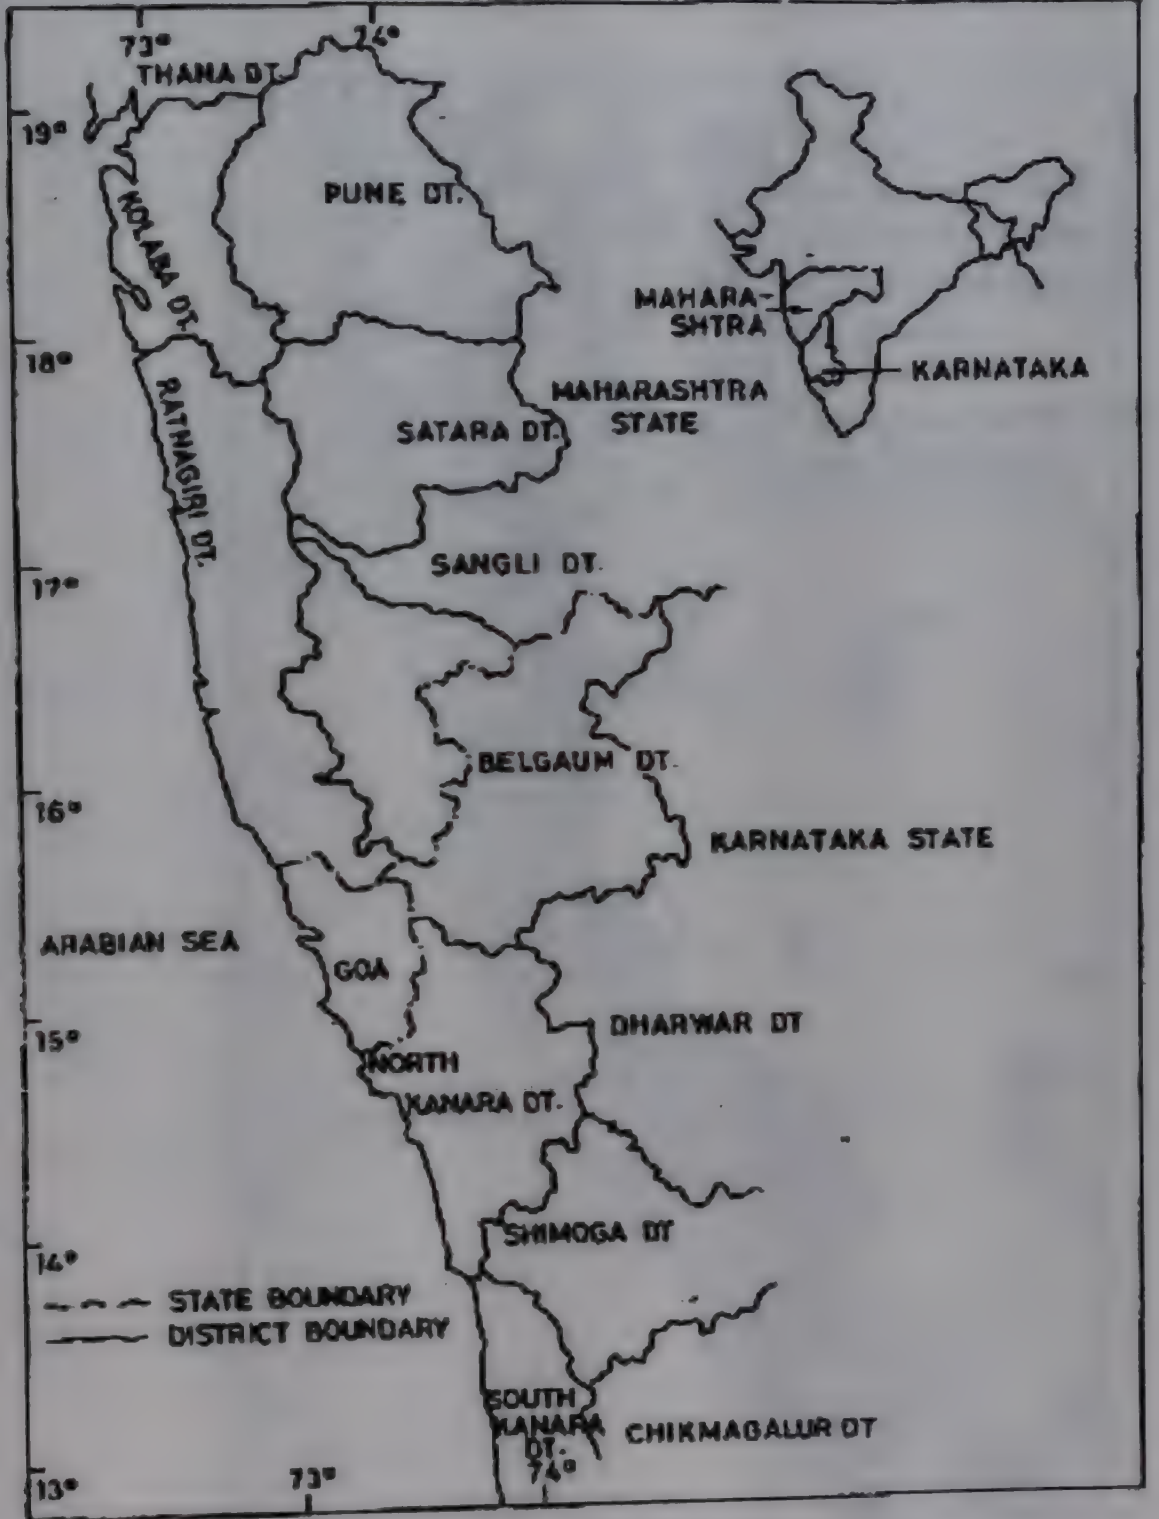 73°
74°
THANA DT.
19°
PUNE DT.
KOLABA DT.
MAHARA-
SHTRA
18°
KARNATAKA
MAHARASHTRA
STATE
SATARA DT.
RATNAGIRI DT.
SANGLI DT.
17°
BELGAUM DT.
16°
KARNATAKA STATE
ARABIAN SEA
GOA
15°
DHARWAR DT
NORTH
KANARA DT.
SHIMOGA DT
14°
STATE BOUNDARY
DISTRICT BOUNDARY
SOUTH
KANARA
DT.
CHIKMAGALUR DT
13°
73°
74°